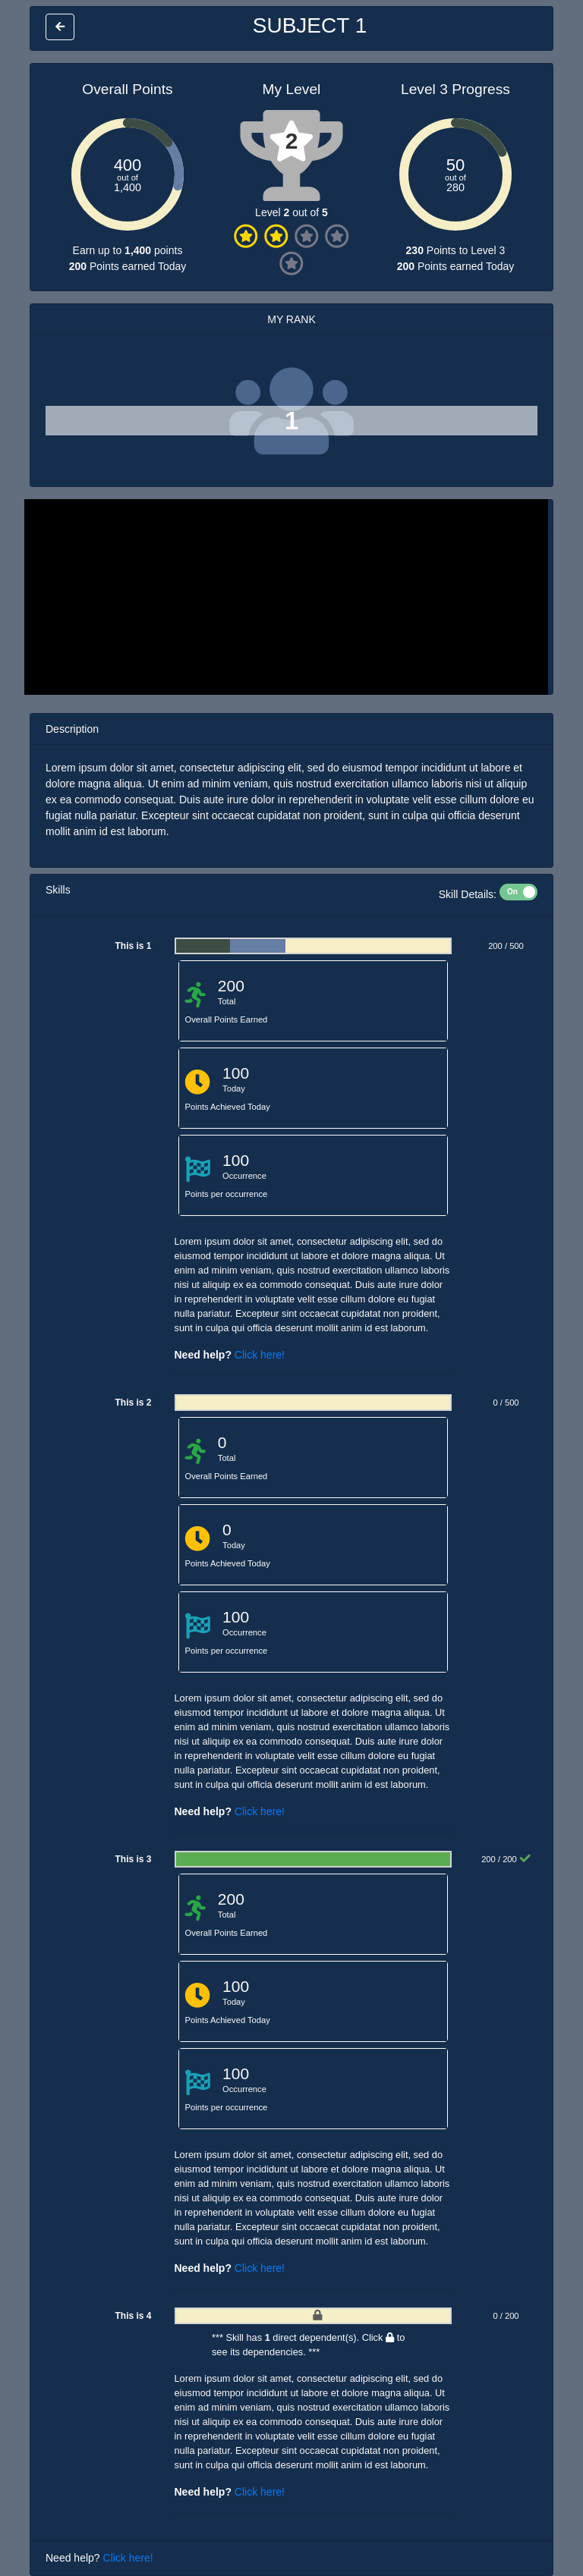 SUBJECT 1
Overall Points
My Level
Level 3 Progress
400
out of
1,400
2
50
out of
280
Level 2 out of 5
Earn up to 1,400 points
200 Points earned Today
230 Points to Level 3
200 Points earned Today
MY RANK
1
Description
Lorem ipsum dolor sit amet, consectetur adipiscing elit, sed do eiusmod tempor incididunt ut labore et
dolore magna aliqua. Ut enim ad minim veniam, quis nostrud exercitation ullamco laboris nisi ut aliquip
ex ea commodo consequat. Duis aute irure dolor in reprehenderit in voluptate velit esse cillum dolore eu
fugiat nulla pariatur. Excepteur sint occaecat cupidatat non proident, sunt in culpa qui officia deserunt
mollit anim id est laborum.
Skills
Skill Details: On
This is 1
200 / 500
200
Total
Overall Points Earned
100
Today
Points Achieved Today
100
Occurrence
Points per occurrence
Lorem ipsum dolor sit amet, consectetur adipiscing elit, sed do
eiusmod tempor incididunt ut labore et dolore magna aliqua. Ut
enim ad minim veniam, quis nostrud exercitation ullamco laboris
nisi ut aliquip ex ea commodo consequat. Duis aute irure dolor
in reprehenderit in voluptate velit esse cillum dolore eu fugiat
nulla pariatur. Excepteur sint occaecat cupidatat non proident,
sunt in culpa qui officia deserunt mollit anim id est laborum.
Need help? Click here!
This is 2
0 / 500
0
Total
Overall Points Earned
0
Today
Points Achieved Today
100
Occurrence
Points per occurrence
Lorem ipsum dolor sit amet, consectetur adipiscing elit, sed do
eiusmod tempor incididunt ut labore et dolore magna aliqua. Ut
enim ad minim veniam, quis nostrud exercitation ullamco laboris
nisi ut aliquip ex ea commodo consequat. Duis aute irure dolor
in reprehenderit in voluptate velit esse cillum dolore eu fugiat
nulla pariatur. Excepteur sint occaecat cupidatat non proident,
sunt in culpa qui officia deserunt mollit anim id est laborum.
Need help? Click here!
This is 3
200 / 200
200
Total
Overall Points Earned
100
Today
Points Achieved Today
100
Occurrence
Points per occurrence
Lorem ipsum dolor sit amet, consectetur adipiscing elit, sed do
eiusmod tempor incididunt ut labore et dolore magna aliqua. Ut
enim ad minim veniam, quis nostrud exercitation ullamco laboris
nisi ut aliquip ex ea commodo consequat. Duis aute irure dolor
in reprehenderit in voluptate velit esse cillum dolore eu fugiat
nulla pariatur. Excepteur sint occaecat cupidatat non proident,
sunt in culpa qui officia deserunt mollit anim id est laborum.
Need help? Click here!
This is 4
0 / 200
*** Skill has 1 direct dependent(s). Click to
see its dependencies. ***
Lorem ipsum dolor sit amet, consectetur adipiscing elit, sed do
eiusmod tempor incididunt ut labore et dolore magna aliqua. Ut
enim ad minim veniam, quis nostrud exercitation ullamco laboris
nisi ut aliquip ex ea commodo consequat. Duis aute irure dolor
in reprehenderit in voluptate velit esse cillum dolore eu fugiat
nulla pariatur. Excepteur sint occaecat cupidatat non proident,
sunt in culpa qui officia deserunt mollit anim id est laborum.
Need help? Click here!
Need help? Click here!